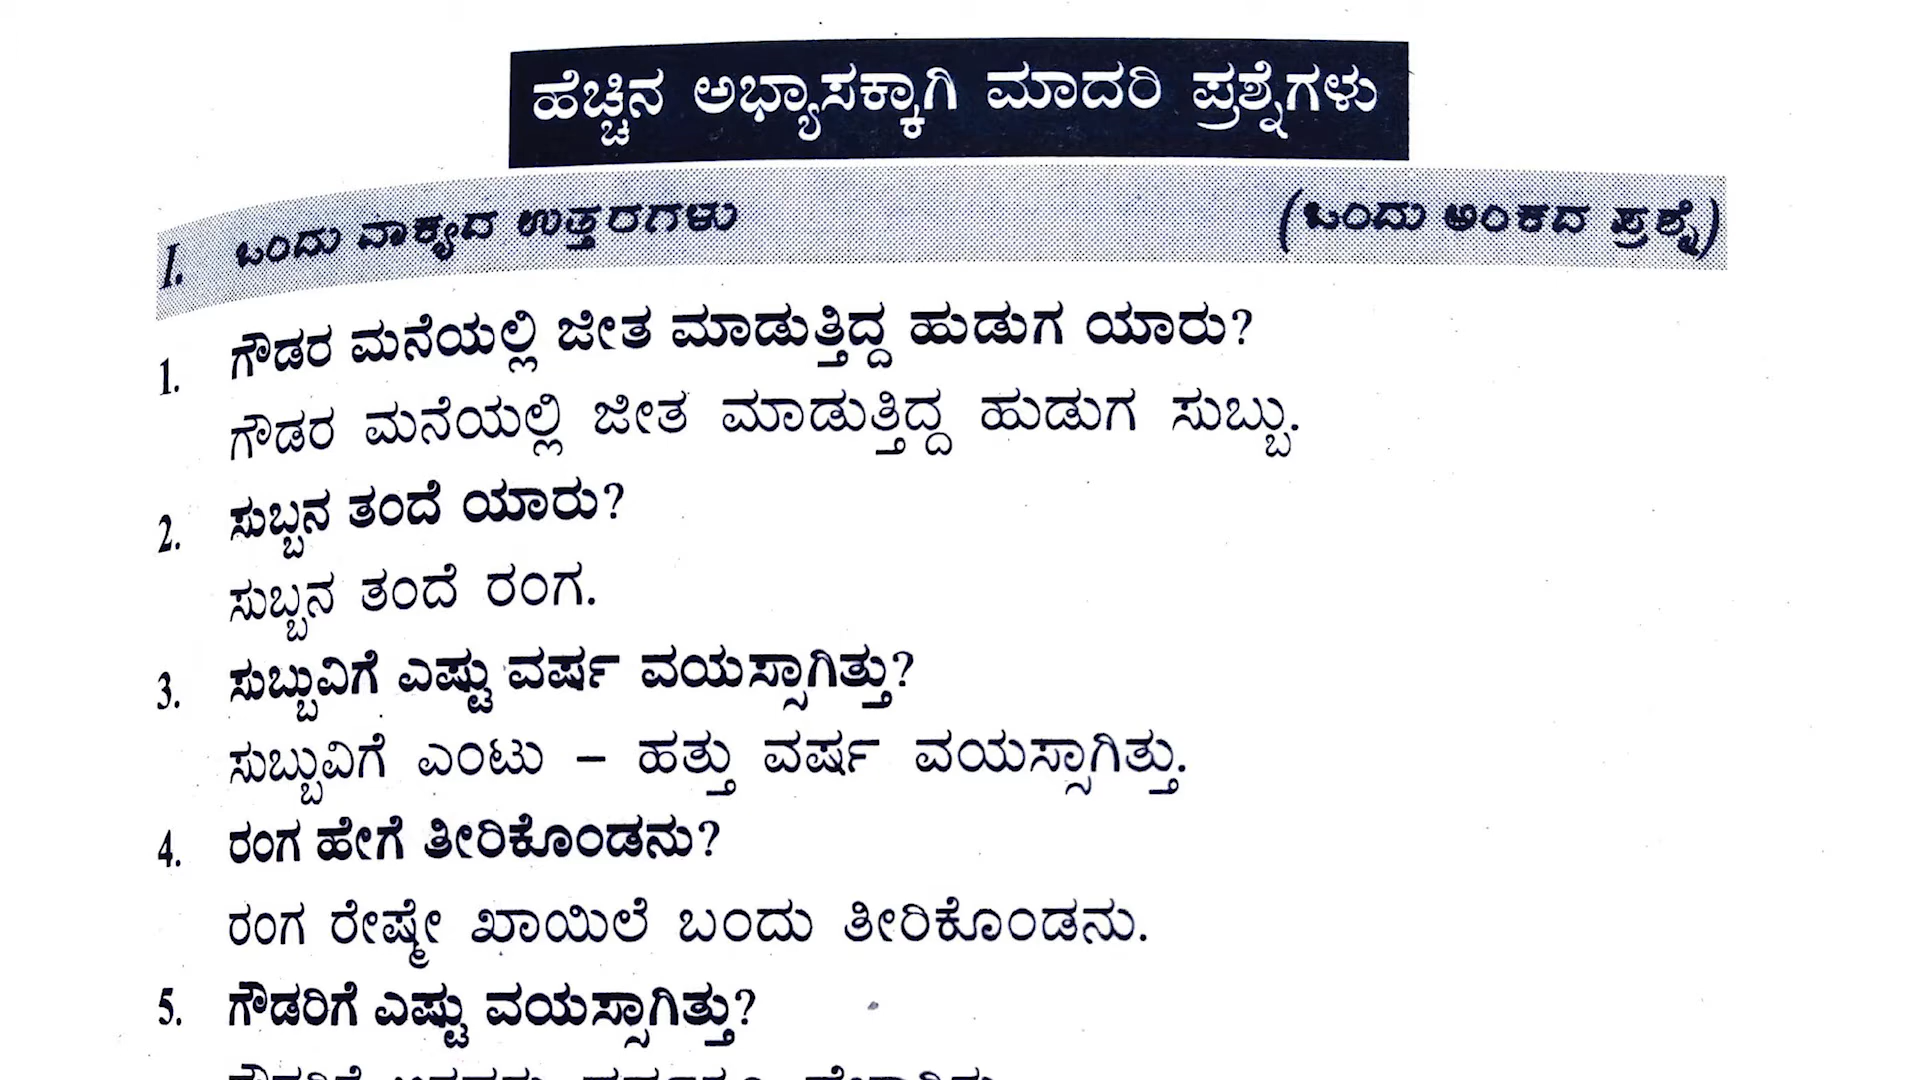 ಹೆಚ್ಚಿನ ಅಭ್ಯಾಸಕ್ಕಾಗಿ ಮಾದರಿ ಪ್ರಶ್ನೆಗಳು
I. ಒಂದು ವಾಕ್ಯದ ಉತ್ತರಗಳು (ಒಂದು ಅಂಕದ ಪ್ರಶ್ನೆ)
1. ಗೌಡರ ಮನೆಯಲ್ಲಿ ಜೀತ ಮಾಡುತ್ತಿದ್ದ ಹುಡುಗ ಯಾರು?
ಗೌಡರ ಮನೆಯಲ್ಲಿ ಜೀತ ಮಾಡುತ್ತಿದ್ದ ಹುಡುಗ ಸುಬ್ಬು.
2. ಸುಬ್ಬನ ತಂದೆ ಯಾರು?
ಸುಬ್ಬನ ತಂದೆ ರಂಗ.
3. ಸುಬ್ಬುವಿಗೆ ಎಷ್ಟು ವರ್ಷ ವಯಸ್ಸಾಗಿತ್ತು?
ಸುಬ್ಬುವಿಗೆ ಎಂಟು – ಹತ್ತು ವರ್ಷ ವಯಸ್ಸಾಗಿತ್ತು.
4. ರಂಗ ಹೇಗೆ ತೀರಿಕೊಂಡನು?
ರಂಗ ರೇಷ್ಮೇ ಖಾಯಿಲೆ ಬಂದು ತೀರಿಕೊಂಡನು.
5. ಗೌಡರಿಗೆ ಎಷ್ಟು ವಯಸ್ಸಾಗಿತ್ತು?